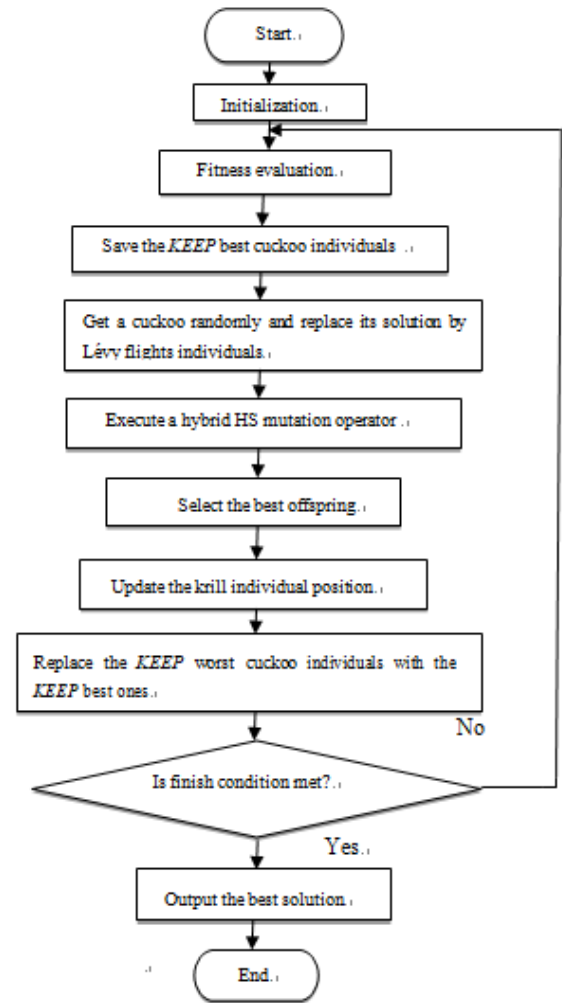 Start.
Initialization.
Fitness evaluation.
Save the KEEP best cuckoo individuals .
Get a cuckoo randomly and replace its solution by
Lévy flights individuals.
Execute a hybrid HS mutation operator .
Select the best offspring.
Update the krill individual position.
Replace the KEEP worst cuckoo individuals with the
KEEP best ones.
No
Is finish condition met?.
Yes.
Output the best solution
End.